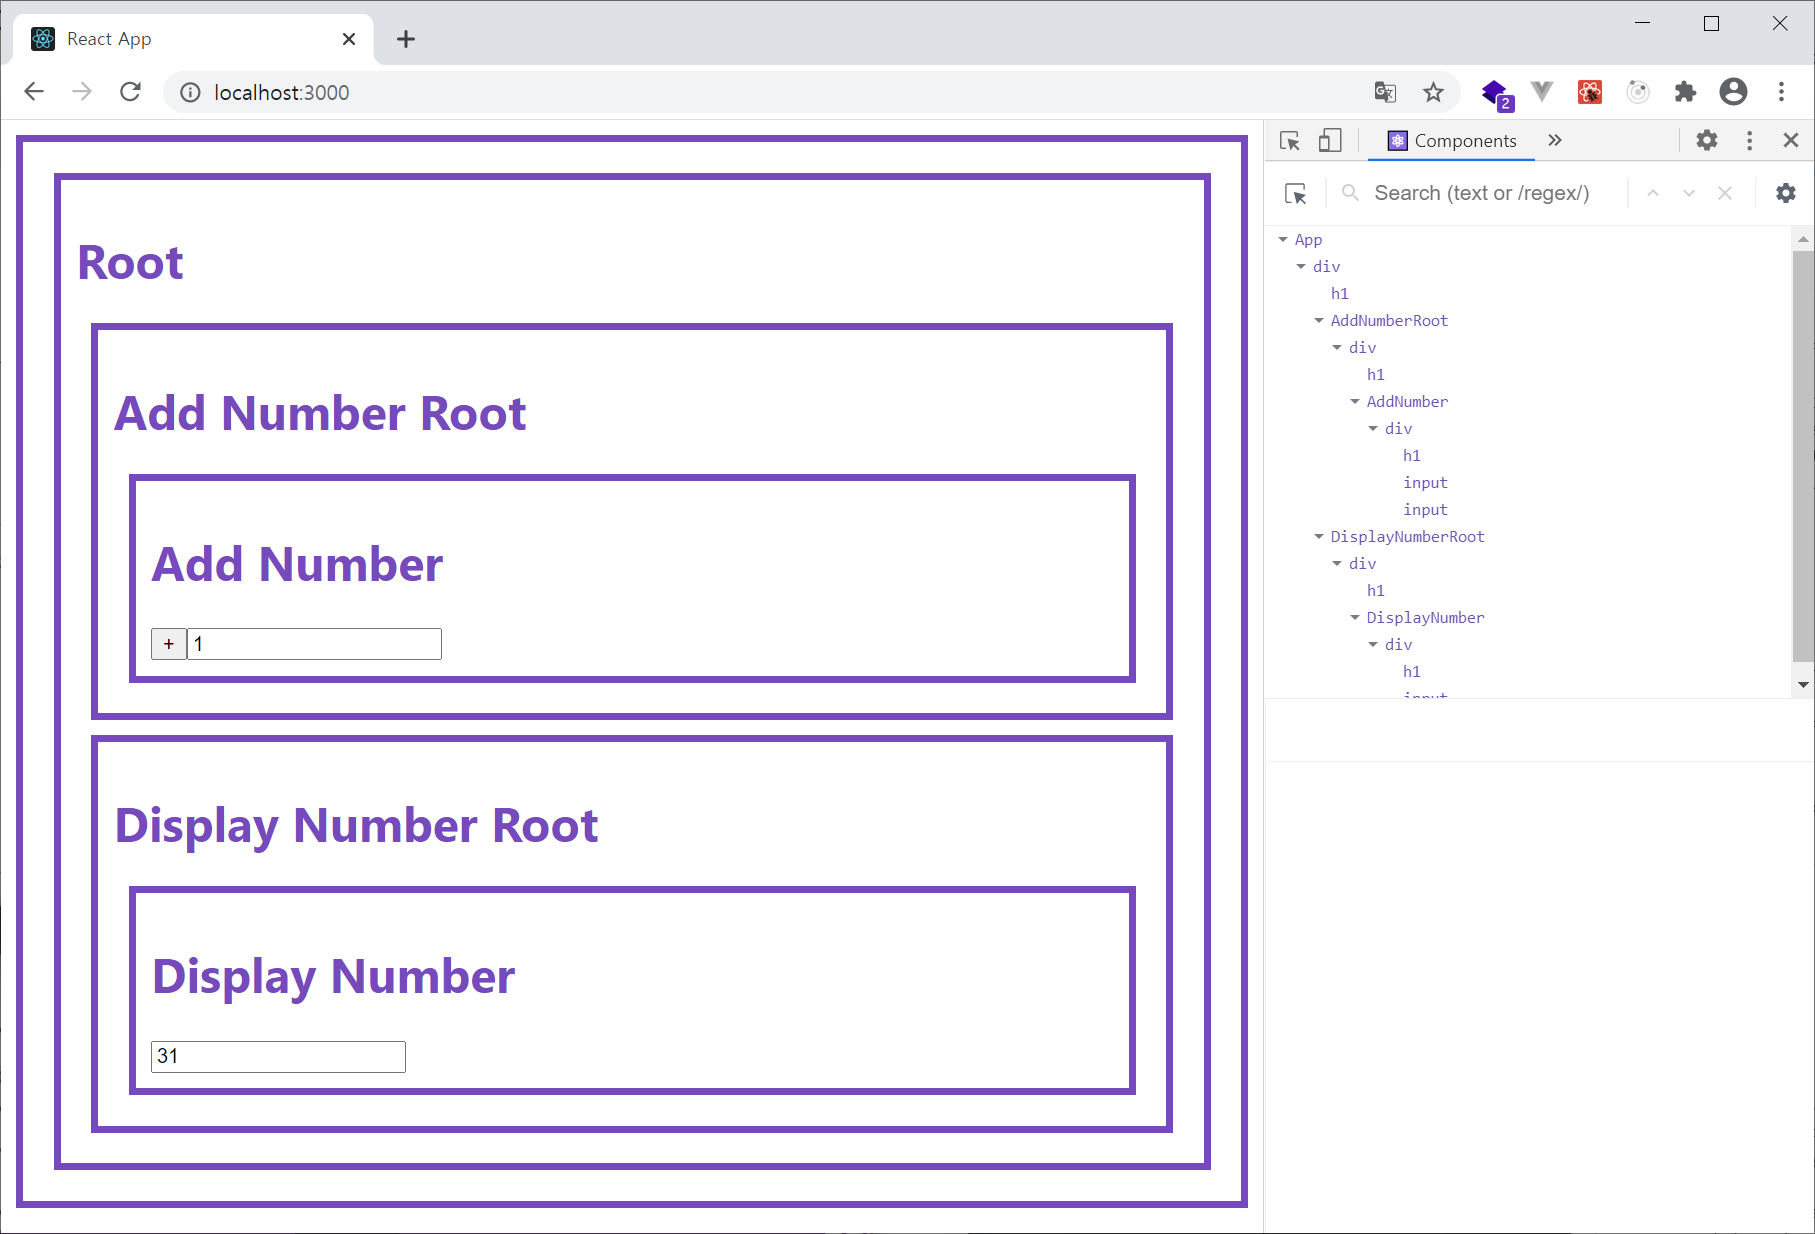 React App
localhost:3000
2
Root
Add Number Root
Add Number
+ 1
Display Number Root
Display Number
31
Components
Search (text or /regex/)
App
div
h1
AddNumberRoot
div
h1
AddNumber
div
h1
input
input
DisplayNumberRoot
div
h1
DisplayNumber
div
h1
input